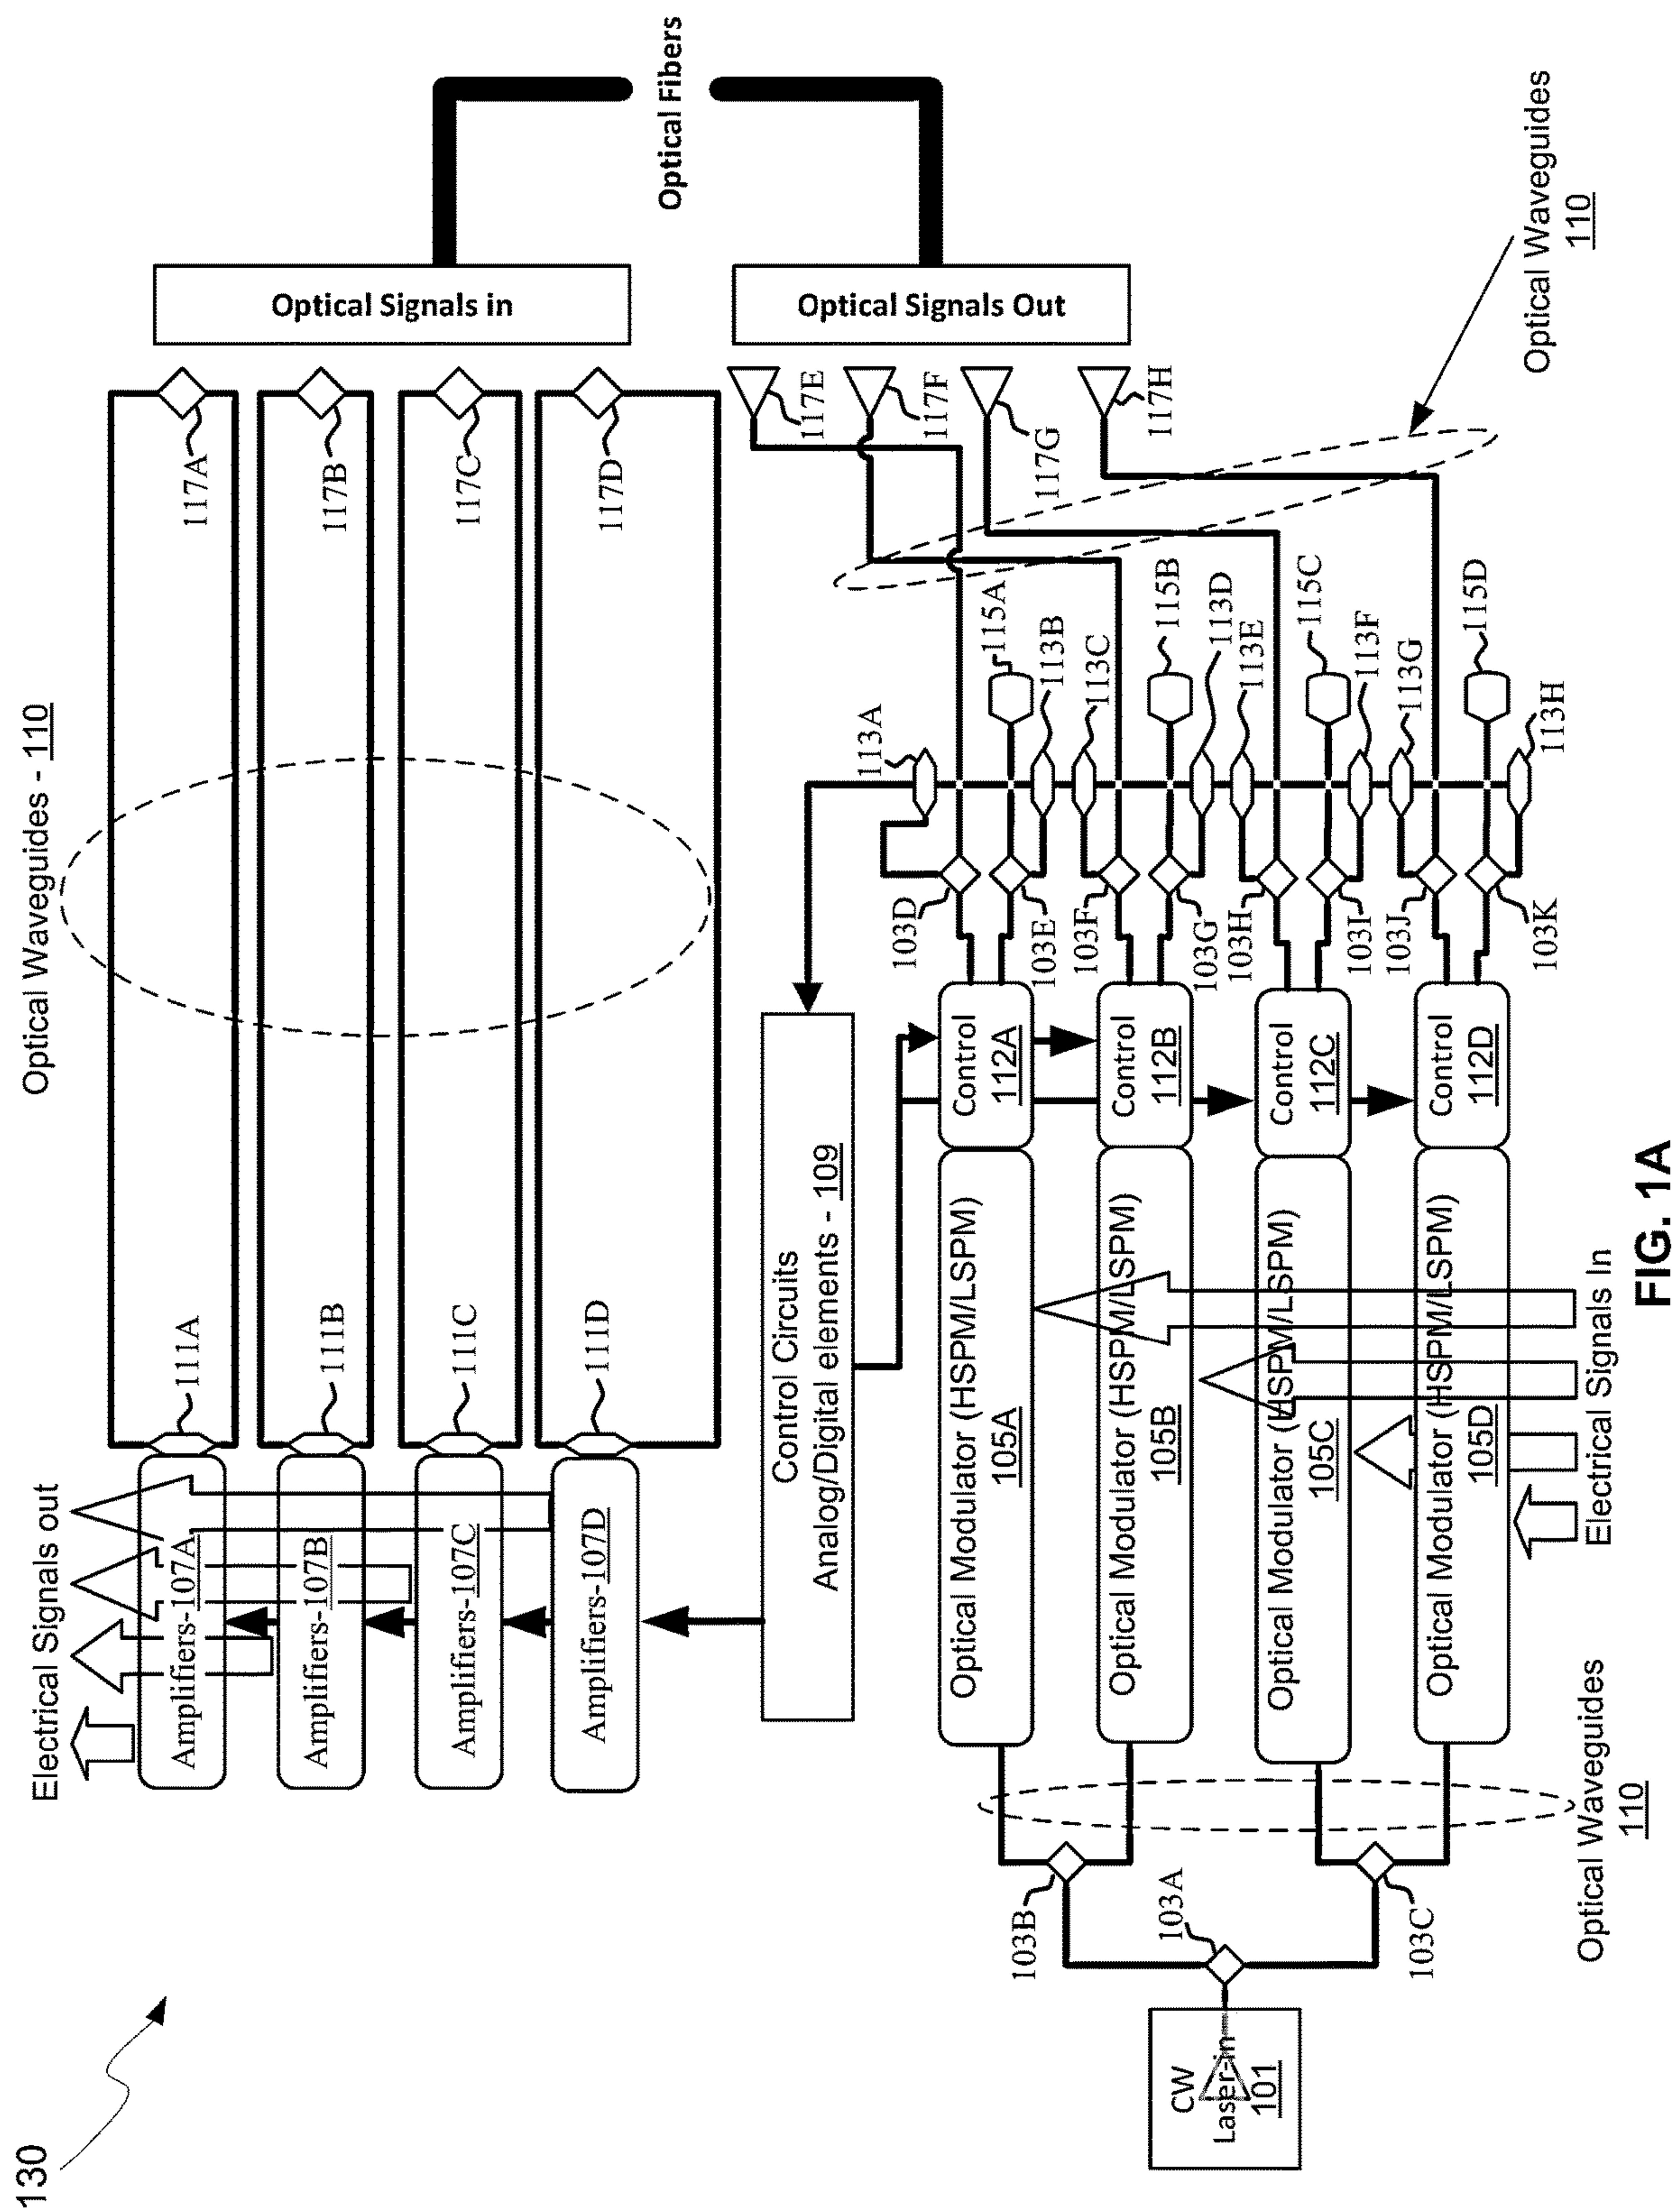 130
Electrical Signals out
Optical Waveguides - 110
Amplifiers-107A
Amplifiers-107B
Amplifiers-107C
Amplifiers-107D
111A
111B
111C
111D
117A
117B
117C
117D
Optical Signals in
Optical Fibers
Optical Signals Out
Control Circuits
Analog/Digital elements - 109
117E
117F
117G
117H
Optical Waveguides
110
CW
Laser-in
101
103A
103B
103C
Optical Waveguides
110
Optical Modulator (HSPM/LSPM)
105A
Optical Modulator (HSPM/LSPM)
105B
Optical Modulator (HSPM/LSPM)
105C
Optical Modulator (HSPM/LSPM)
105D
Electrical Signals In
Control
112A
Control
112B
Control
112C
Control
112D
103D
103E
103F
103G
103H
103I
103J
103K
113A
113B
113C
113D
113E
113F
113G
113H
115A
115B
115C
115D
FIG. 1A